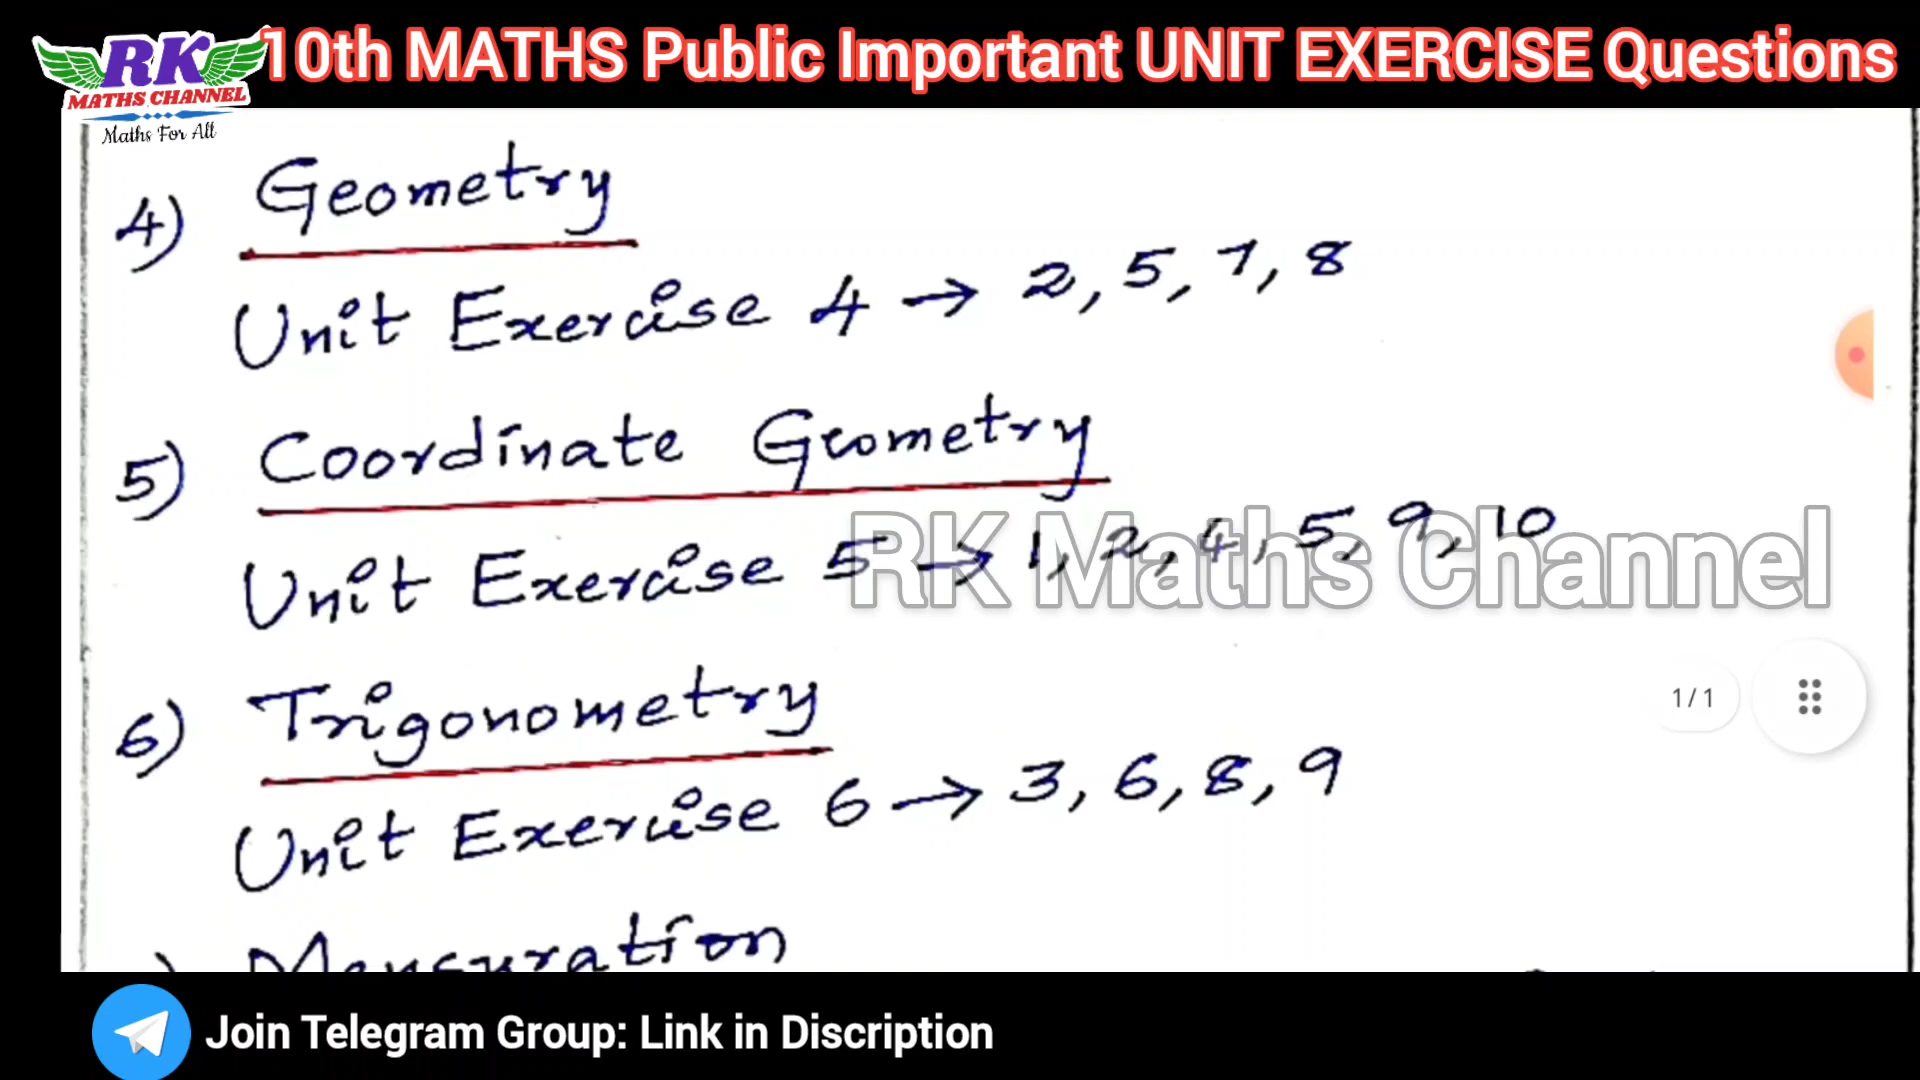 10th MATHS Public Important UNIT EXERCISE Questions
RK
MATHS CHANNEL
Maths For All
4) Geometry
Unit Exercise 4 → 2, 5, 7, 8
5) Coordinate Geometry
Unit Exercise 5 → 1, 2, 4, 5, 9, 10
RK Maths Channel
1/1
6) Trigonometry
Unit Exercise 6 → 3, 6, 8, 9
Mensuration
Join Telegram Group: Link in Discription